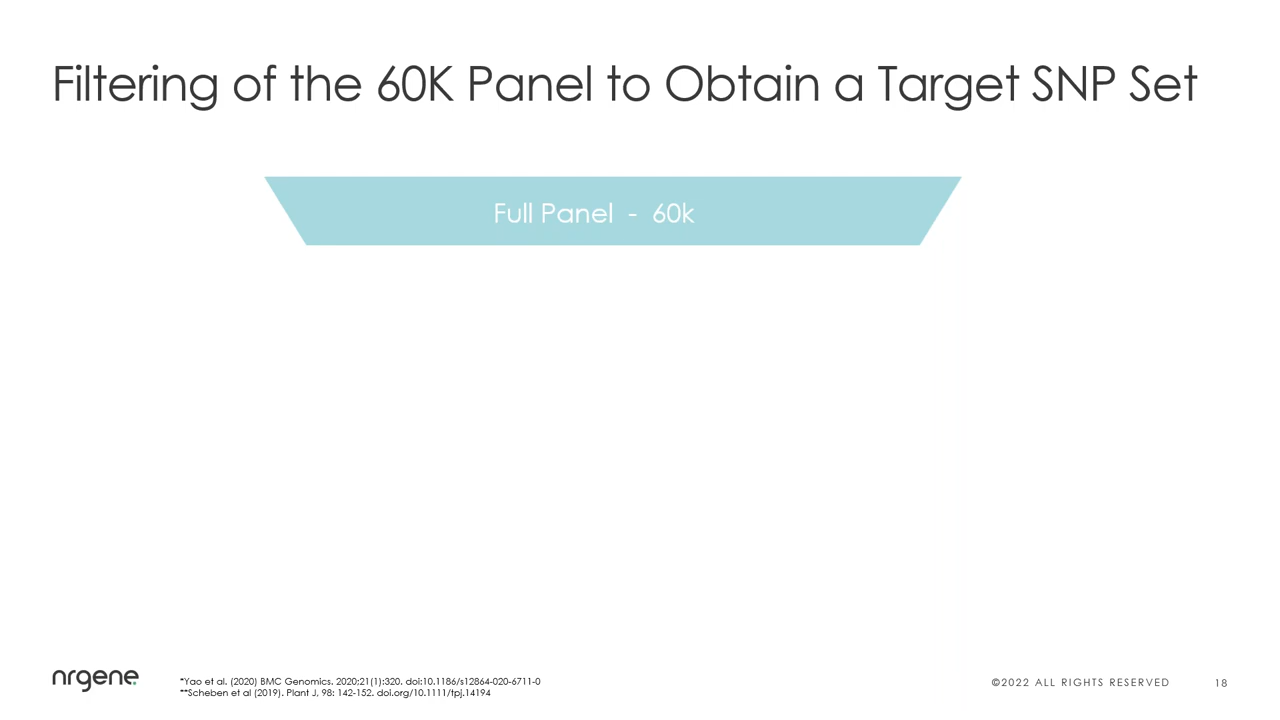 Filtering of the 60K Panel to Obtain a Target SNP Set
Full Panel - 60k
nrgene
*Yao et al. (2020) BMC Genomics. 2020;21(1):320. doi:10.1186/s12864-020-6711-0
**Scheben et al (2019). Plant J, 98: 142-152. doi.org/10.1111/tpj.14194
©2022 ALL RIGHTS RESERVED
18